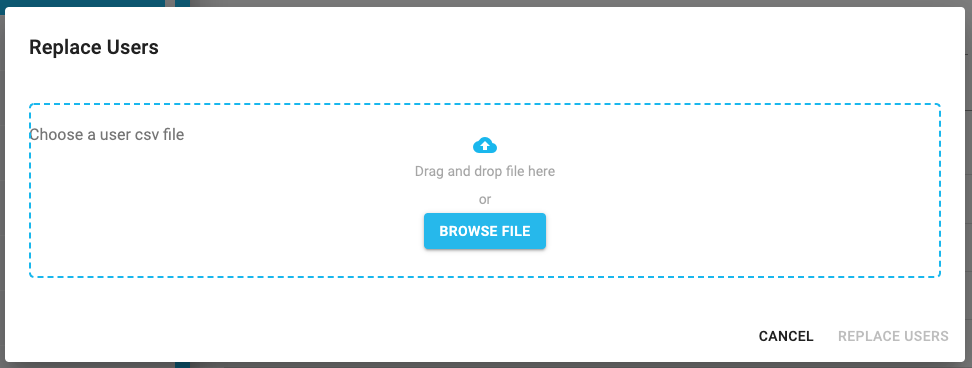 Replace Users
Choose a user csv file
Drag and drop file here
or
BROWSE FILE
CANCEL REPLACE USERS